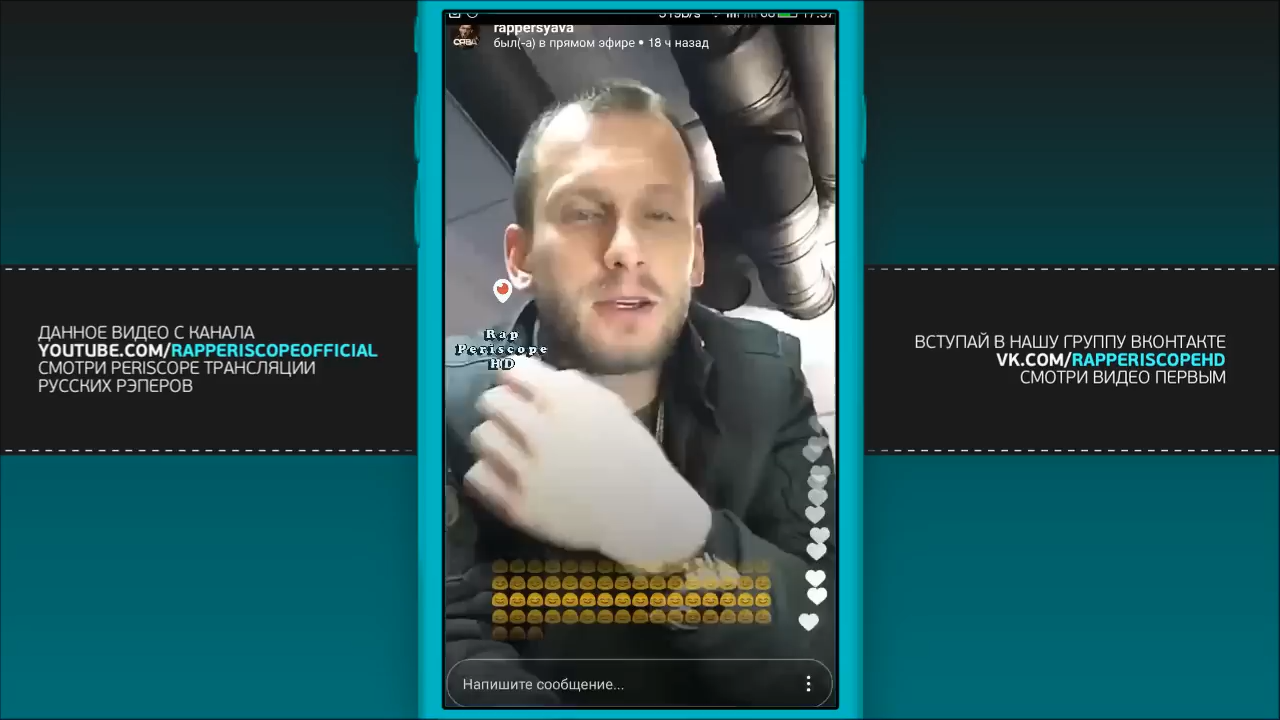 rappersyava
был(-а) в прямом эфире • 18 ч назад
СЯВА
ДАННОЕ ВИДЕО С КАНАЛА
YOUTUBE.COM/RAPPERISCOPEOFFICIAL
СМОТРИ PERISCOPE ТРАНСЛЯЦИИ
РУССКИХ РЭПЕРОВ
Rap
Periscope
HD
ВСТУПАЙ В НАШУ ГРУППУ ВКОНТАКТЕ
VK.COM/RAPPERISCOPEHD
СМОТРИ ВИДЕО ПЕРВЫМ
Напишите сообщение...